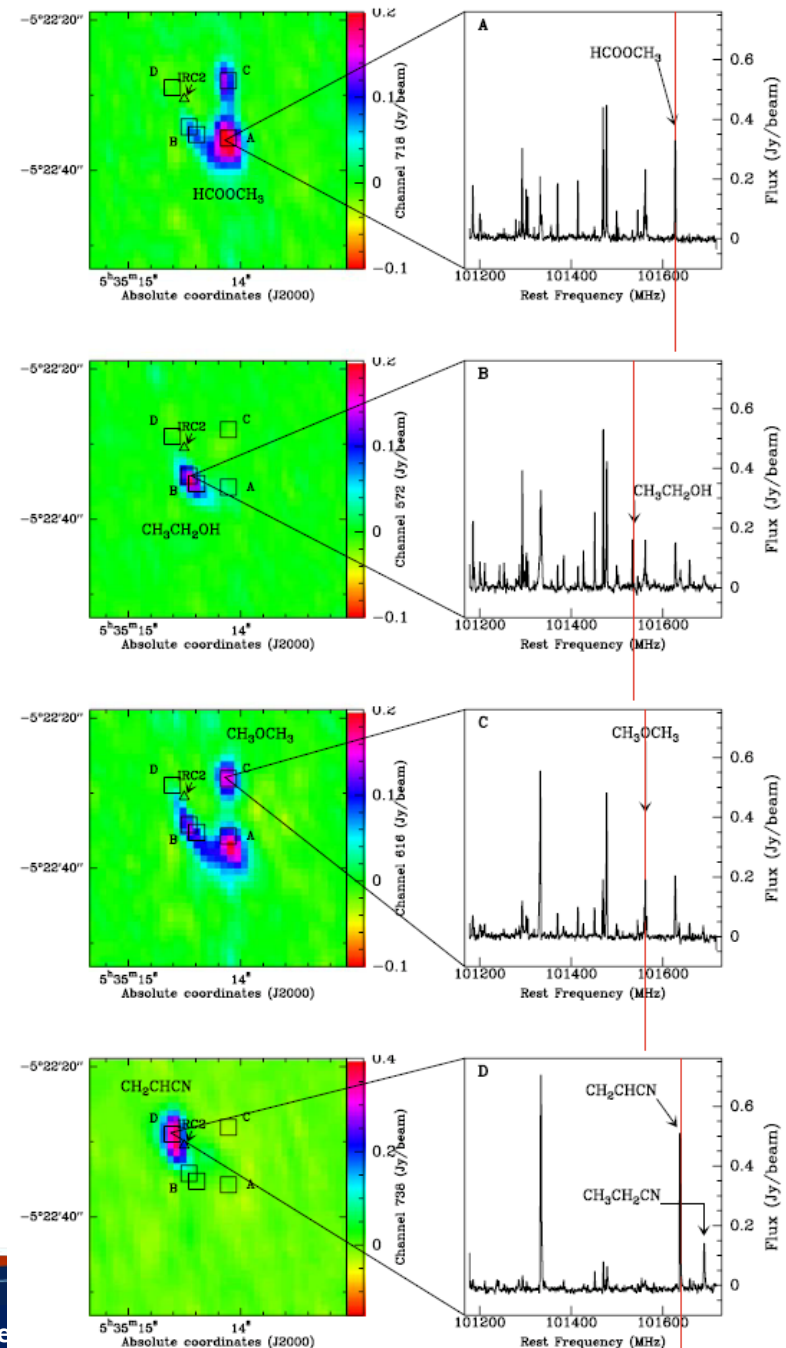 −5°22′20″
D
IRC2
C
B
A
−5°22′40″
HCOOCH₃
5ʰ35ᵐ15ˢ
14ˢ
Absolute coordinates (J2000)
0.2
0.1
0
−0.1
Channel 718 (Jy/beam)
A
HCOOCH₃
0.6
0.4
0.2
0
Flux (Jy/beam)
101200
101400
101600
Rest Frequency (MHz)
−5°22′20″
D
IRC2
C
B
A
−5°22′40″
CH₃CH₂OH
5ʰ35ᵐ15ˢ
14ˢ
Absolute coordinates (J2000)
0.1
0
−0.1
Channel 572 (Jy/beam)
B
CH₃CH₂OH
0.6
0.4
0.2
0
Flux (Jy/beam)
101200
101400
101600
Rest Frequency (MHz)
−5°22′20″
CH₃OCH₃
D
IRC2
C
B
A
−5°22′40″
5ʰ35ᵐ15ˢ
14ˢ
Absolute coordinates (J2000)
0.2
0.1
0
−0.1
Channel 616 (Jy/beam)
C
CH₃OCH₃
0.6
0.4
0.2
0
Flux (Jy/beam)
101200
101400
101600
Rest Frequency (MHz)
−5°22′20″
CH₂CHCN
D
IRC2
C
B
A
−5°22′40″
5ʰ35ᵐ15ˢ
14ˢ
Absolute coordinates (J2000)
0.4
0.2
0
Channel 738 (Jy/beam)
D
CH₂CHCN
CH₃CH₂CN
0.6
0.4
0.2
0
Flux (Jy/beam)
101200
101400
101600
Rest Frequency (MHz)